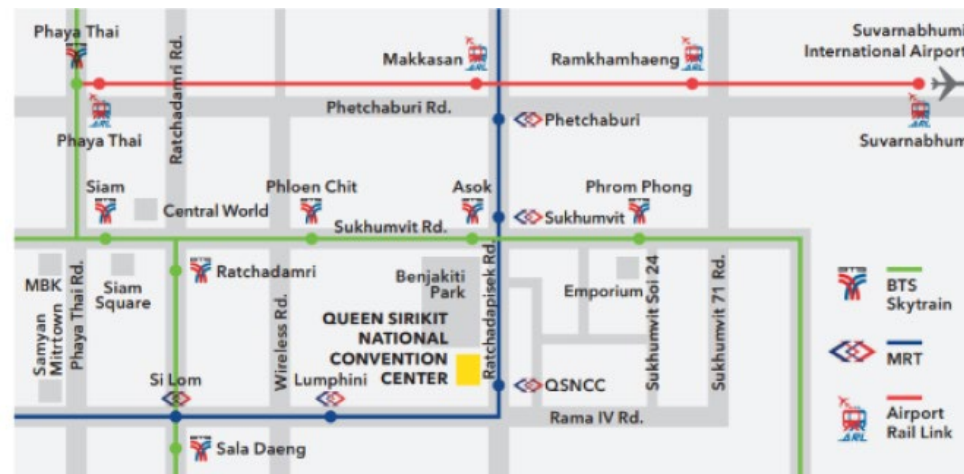 Phaya Thai
Ratchadamri Rd.
Makkasan
Ramkhamhaeng
Suvarnabhumi
International Airport
Phetchaburi Rd.
Phaya Thai
Phetchaburi
Suvarnabhum
Siam
Central World
Phloen Chit
Asok
Phrom Phong
Sukhumvit Rd.
Sukhumvit
MBK
Siam
Square
Ratchadamri
Benjakiti
Park
Emporium
BTS
Skytrain
Samyan
Mitrtown
Phaya Thai Rd.
Wireless Rd.
QUEEN SIRIKIT
NATIONAL
CONVENTION
CENTER
Ratchadapisek Rd.
Sukhumvit Soi 24
Sukhumvit 71 Rd.
MRT
Si Lom
Lumphini
QSNCC
Rama IV Rd.
Airport
Rail Link
ARL
Sala Daeng